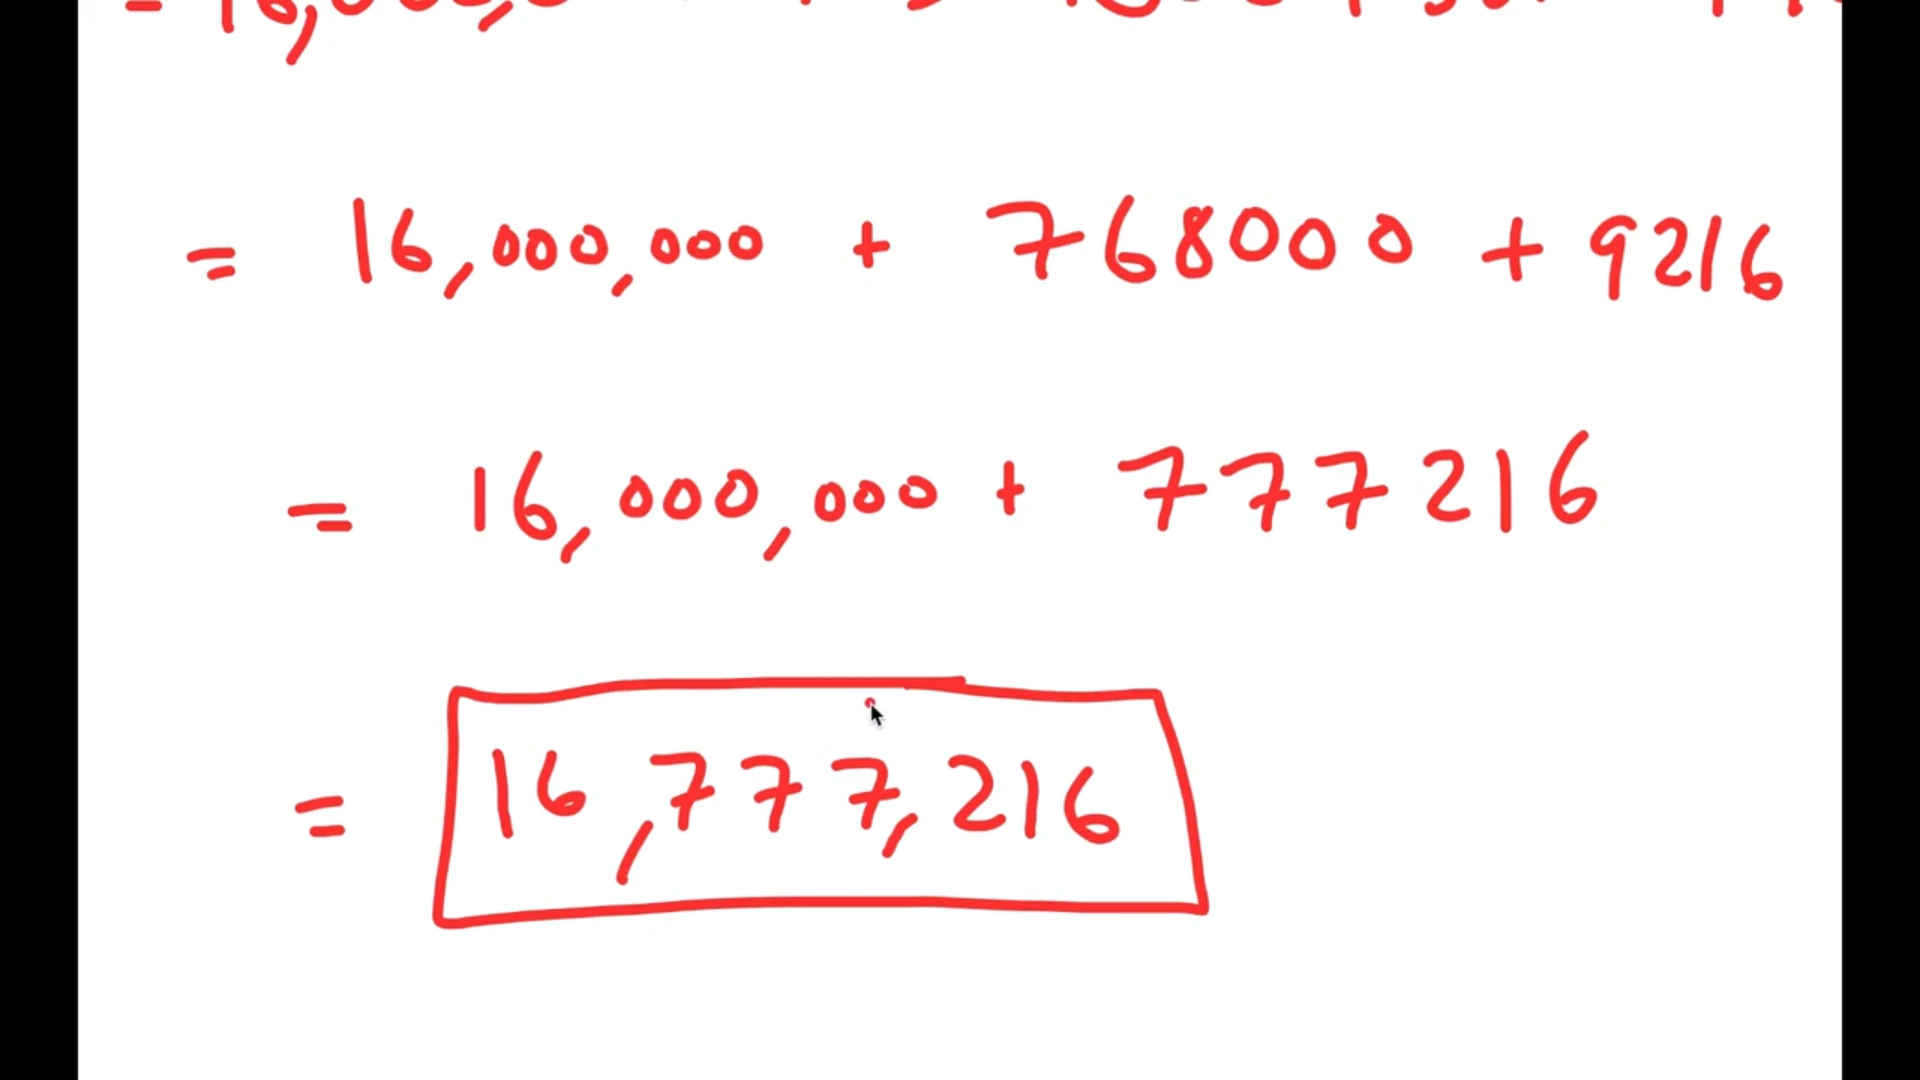 = 16,000,000 + 768000 + 9216
= 16,000,000 + 777216
= 16,777,216